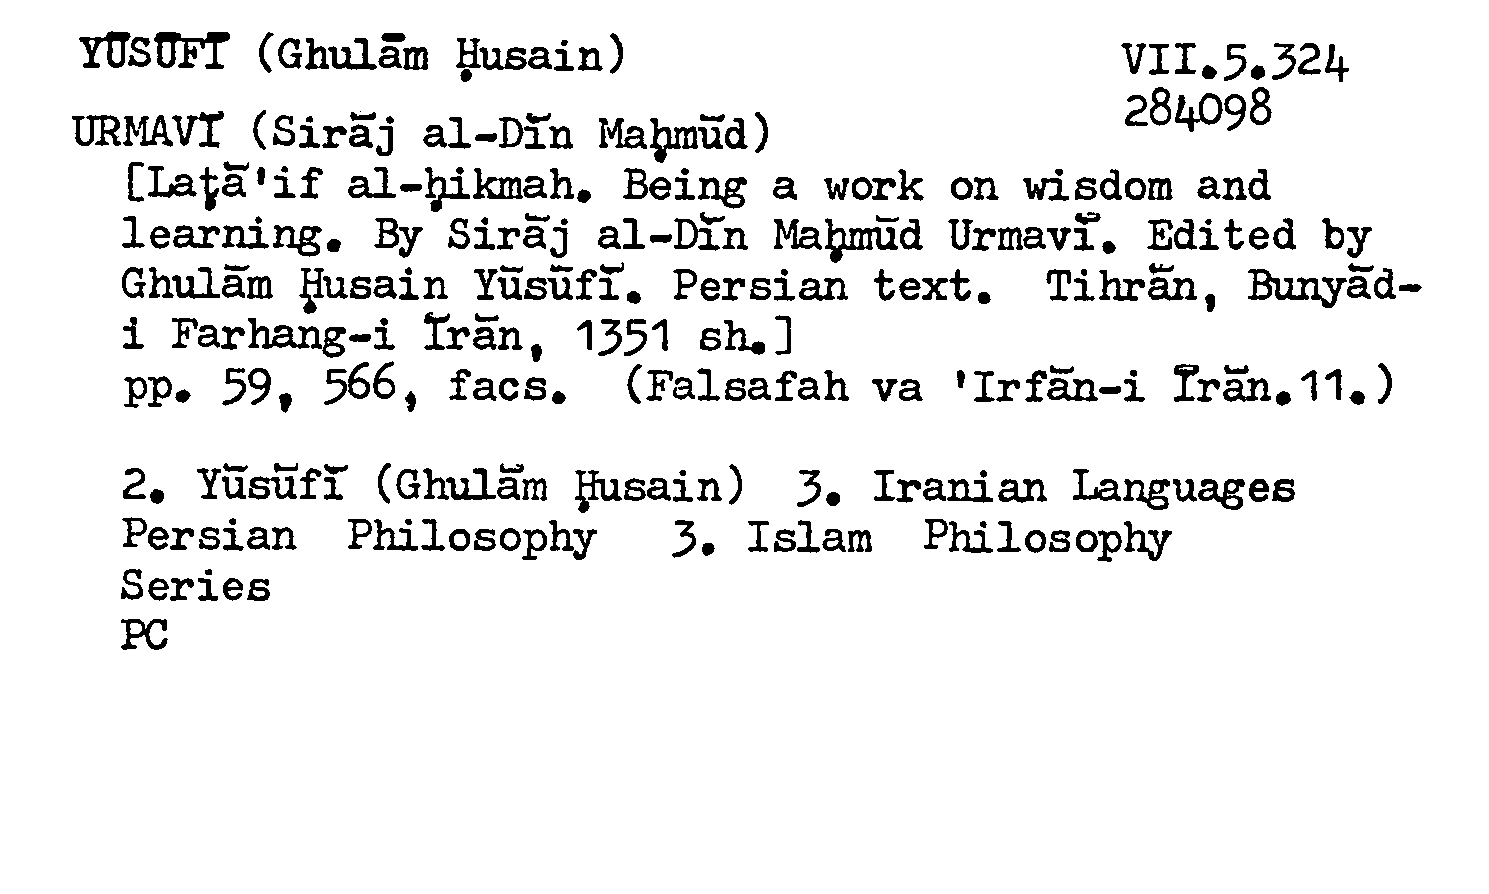 YŪSŪFĪ (Ghulām Ḥusain)
VII.5.324
284098
URMAVĪ (Sirāj al-Dīn Maḥmūd)
[Laṭā'if al-ḥikmah. Being a work on wisdom and
learning. By Sirāj al-Dīn Maḥmūd Urmavī. Edited by
Ghulām Ḥusain Yūsūfī. Persian text. Tihrān, Bunyād-
i Farhang-i Īrān, 1351 sh.]
pp. 59, 566, facs. (Falsafah va 'Irfān-i Īrān.11.)
2. Yūsūfī (Ghulām Ḥusain) 3. Iranian Languages
Persian Philosophy 3. Islam Philosophy
Series
PC